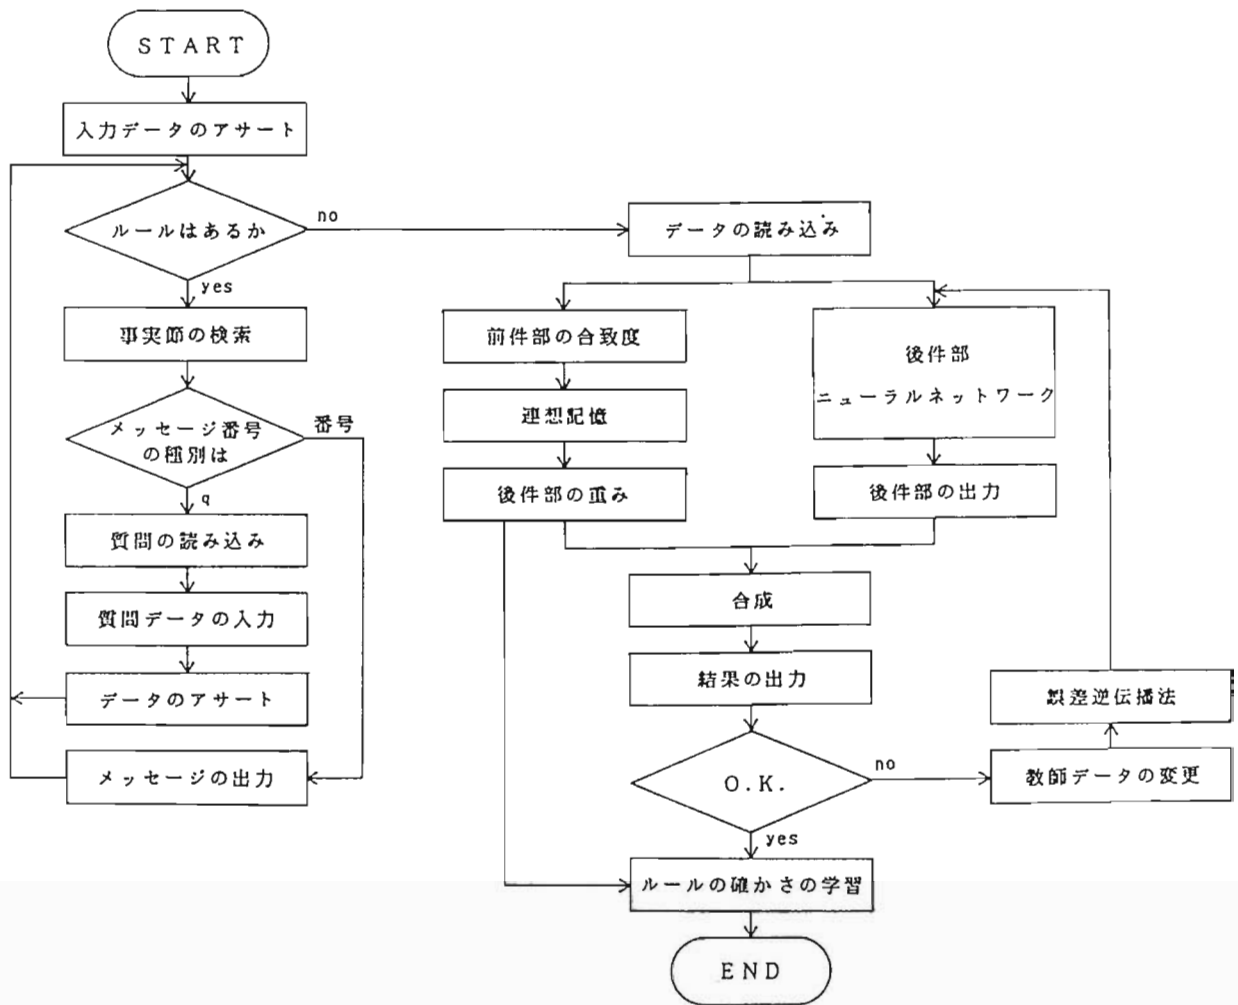 START
入力データのアサート
ルールはあるか
no
yes
事実節の検索
メッセージ番号
の種別は
番号
q
質問の読み込み
質問データの入力
データのアサート
メッセージの出力
データの読み込み
前件部の合致度
連想記憶
後件部の重み
後件部
ニューラルネットワーク
後件部の出力
合成
結果の出力
O.K.
no
yes
教師データの変更
誤差逆伝播法
ルールの確かさの学習
END